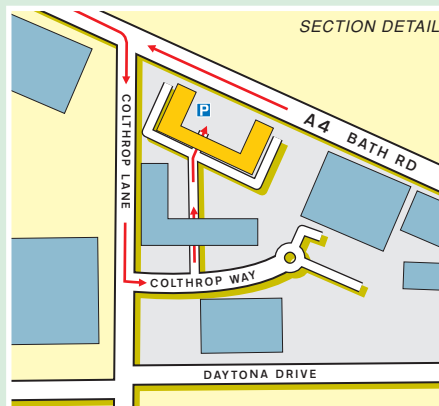 SECTION DETAIL
P
A4 BATH RD
COLTHROP LANE
COLTHROP WAY
DAYTONA DRIVE